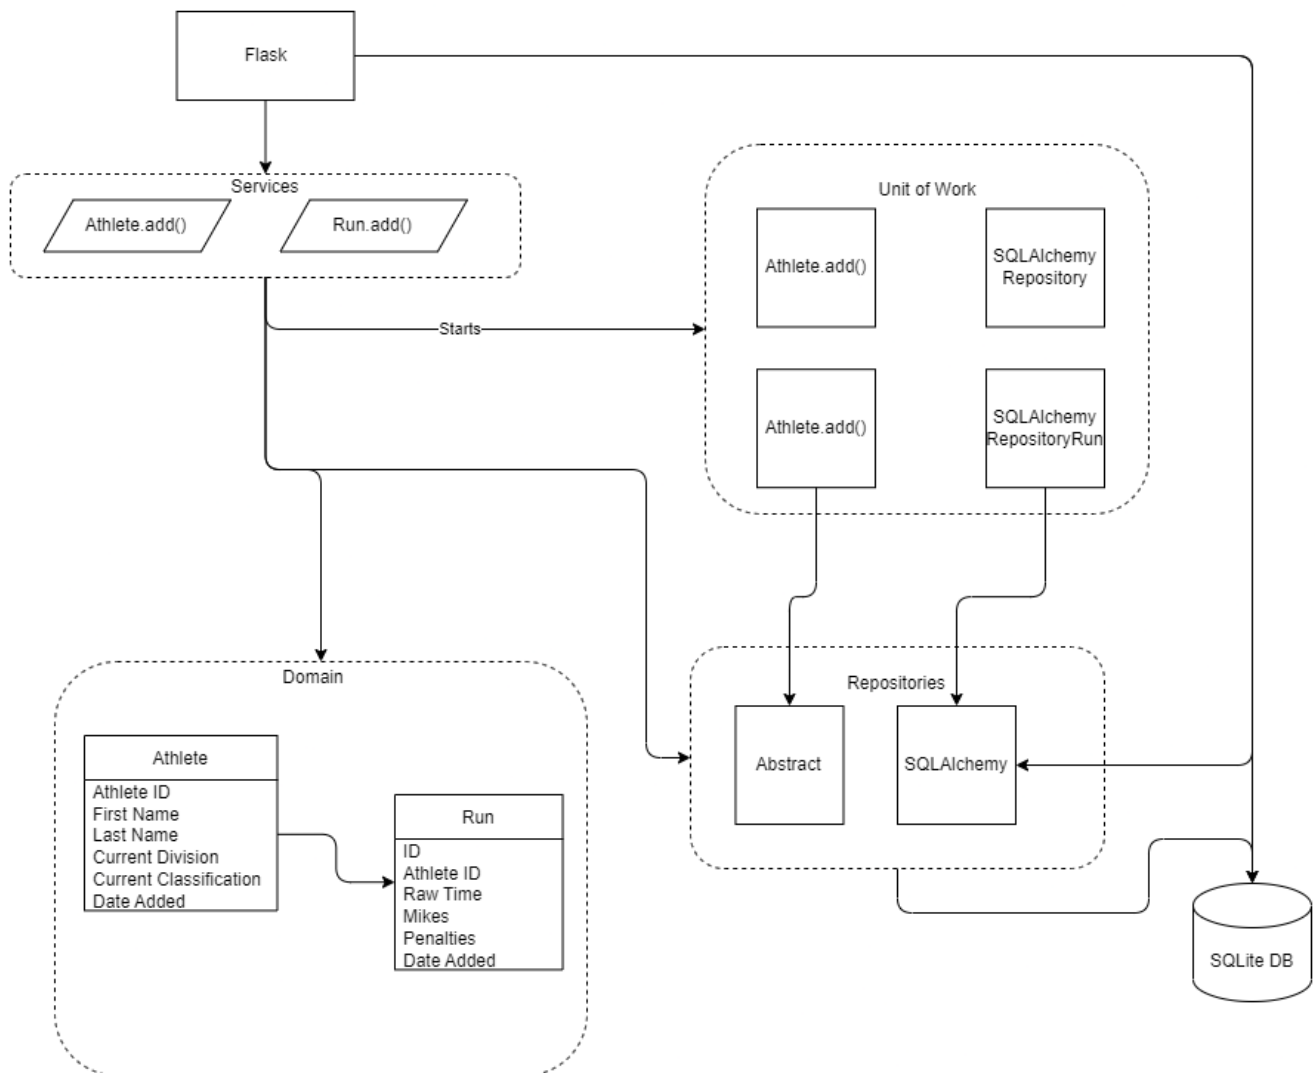 Flask
Services
Athlete.add()
Run.add()
Starts
Unit of Work
Athlete.add()
SQLAlchemy
Repository
Athlete.add()
SQLAlchemy
RepositoryRun
Domain
Athlete
Athlete ID
First Name
Last Name
Current Division
Current Classification
Date Added
Run
ID
Athlete ID
Raw Time
Mikes
Penalties
Date Added
Repositories
Abstract
SQLAlchemy
SQLite DB